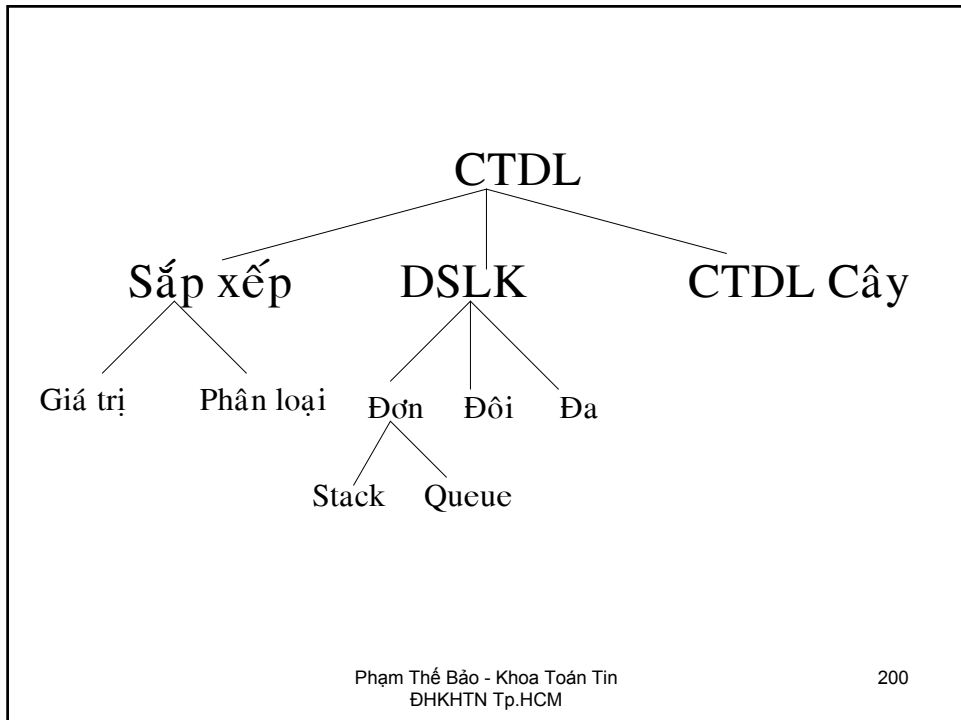 CTDL
Sắp xếp DSLK CTDL Cây
Giá trị Phân loại Đơn Đôi Đa
Stack Queue
Phạm Thế Bảo - Khoa Toán Tin 200
ĐHKHTN Tp.HCM